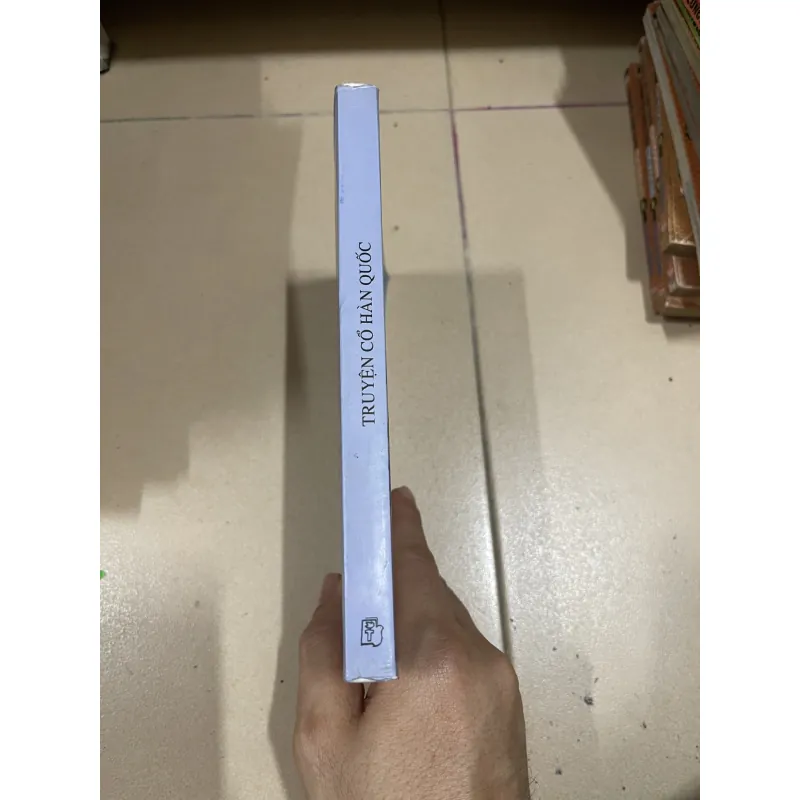 TRUYỆN CỔ HÀN QUỐC